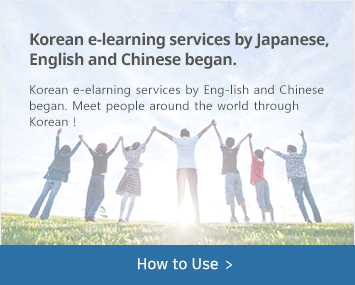 Korean e-learning services by Japanese,
English and Chinese began.
Korean e-elarning services by Eng-lish and Chinese
began. Meet people around the world through
Korean !
How to Use >